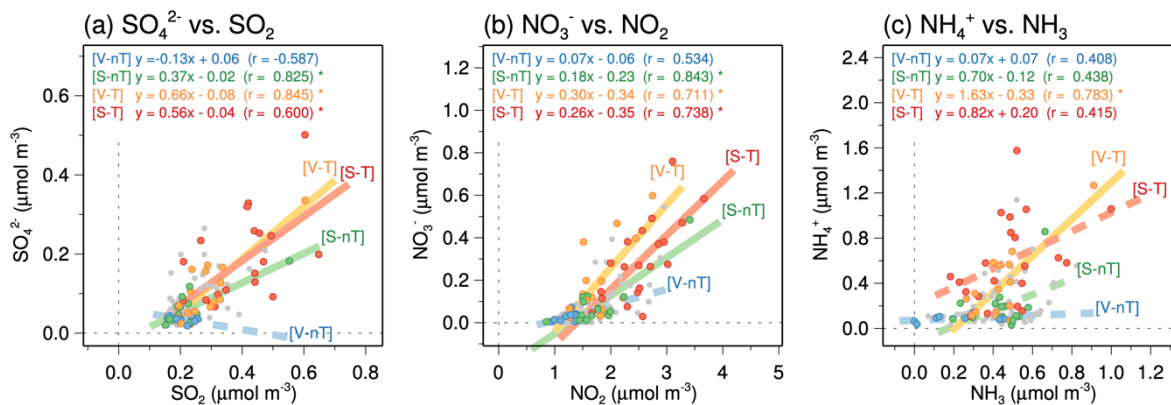 (a) SO₄²⁻ vs. SO₂
[V-nT] y =-0.13x + 0.06 (r = -0.587)
[S-nT] y = 0.37x - 0.02 (r = 0.825) *
[V-T] y = 0.66x - 0.08 (r = 0.845) *
[S-T] y = 0.56x - 0.04 (r = 0.600) *
[V-T]
[S-T]
[S-nT]
[V-nT]
SO₄²⁻ (μmol m⁻³)
0.6
0.4
0.2
0.0
0.0 0.2 0.4 0.6 0.8
SO₂ (μmol m⁻³)
(b) NO₃⁻ vs. NO₂
[V-nT] y = 0.07x - 0.06 (r = 0.534)
[S-nT] y = 0.18x - 0.23 (r = 0.843) *
[V-T] y = 0.30x - 0.34 (r = 0.711) *
[S-T] y = 0.26x - 0.35 (r = 0.738) *
[V-T]
[S-T]
[S-nT]
[V-nT]
NO₃⁻ (μmol m⁻³)
1.2
1.0
0.8
0.6
0.4
0.2
0.0
0 1 2 3 4 5
NO₂ (μmol m⁻³)
(c) NH₄⁺ vs. NH₃
[V-nT] y = 0.07x + 0.07 (r = 0.408)
[S-nT] y = 0.70x - 0.12 (r = 0.438)
[V-T] y = 1.63x - 0.33 (r = 0.783) *
[S-T] y = 0.82x + 0.20 (r = 0.415)
[V-T]
[S-T]
[S-nT]
[V-nT]
NH₄⁺ (μmol m⁻³)
2.4
1.8
1.2
0.6
0.0
0.0 0.2 0.4 0.6 0.8 1.0 1.2
NH₃ (μmol m⁻³)